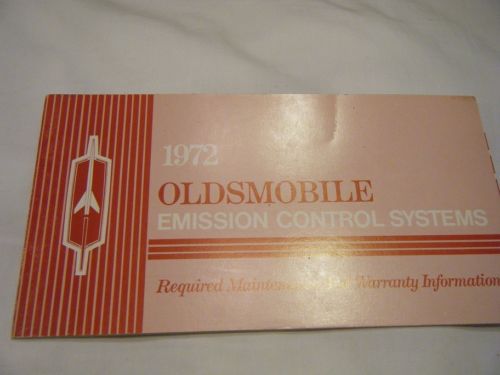 1972
OLDSMOBILE
EMISSION CONTROL SYSTEMS
Required Warranty Information